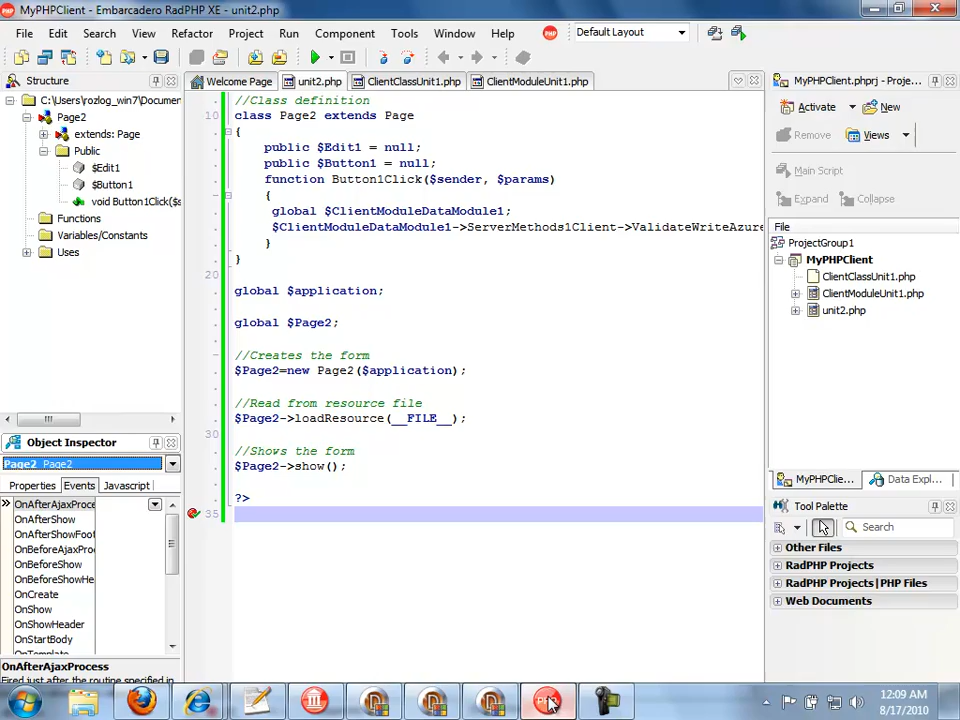 MyPHPClient - Embarcadero RadPHP XE - unit2.php
File Edit Search View Refactor Project Run Component Tools Window Help
Default Layout
Structure
C:\Users\rozlog_win7\Documen
Page2
extends: Page
Public
$Edit1
$Button1
void Button1Click($s
Functions
Variables/Constants
Uses
Object Inspector
Page2 Page2
Properties Events Javascript
OnAfterAjaxProce
OnAfterShow
OnAfterShowFoot
OnBeforeAjaxPro
OnBeforeShow
OnBeforeShowHe
OnCreate
OnShow
OnShowHeader
OnStartBody
OnTemplate
OnAfterAjaxProcess
Fired just after the routine specified in
Welcome Page unit2.php ClientClassUnit1.php ClientModuleUnit1.php
//Class definition
10 class Page2 extends Page
{
public $Edit1 = null;
public $Button1 = null;
function Button1Click($sender, $params)
{
global $ClientModuleDataModule1;
$ClientModuleDataModule1->ServerMethods1Client->ValidateWriteAzure
}
}
20
global $application;
global $Page2;
//Creates the form
$Page2=new Page2($application);
//Read from resource file
$Page2->loadResource(__FILE__);
30
//Shows the form
$Page2->show();
?>
35
MyPHPClient.phprj - Proje...
Activate New
Remove Views
Main Script
Expand Collapse
File
ProjectGroup1
MyPHPClient
ClientClassUnit1.php
ClientModuleUnit1.php
unit2.php
MyPHPClie... Data Expl...
Tool Palette
Search
Other Files
RadPHP Projects
RadPHP Projects|PHP Files
Web Documents
12:09 AM
8/17/2010